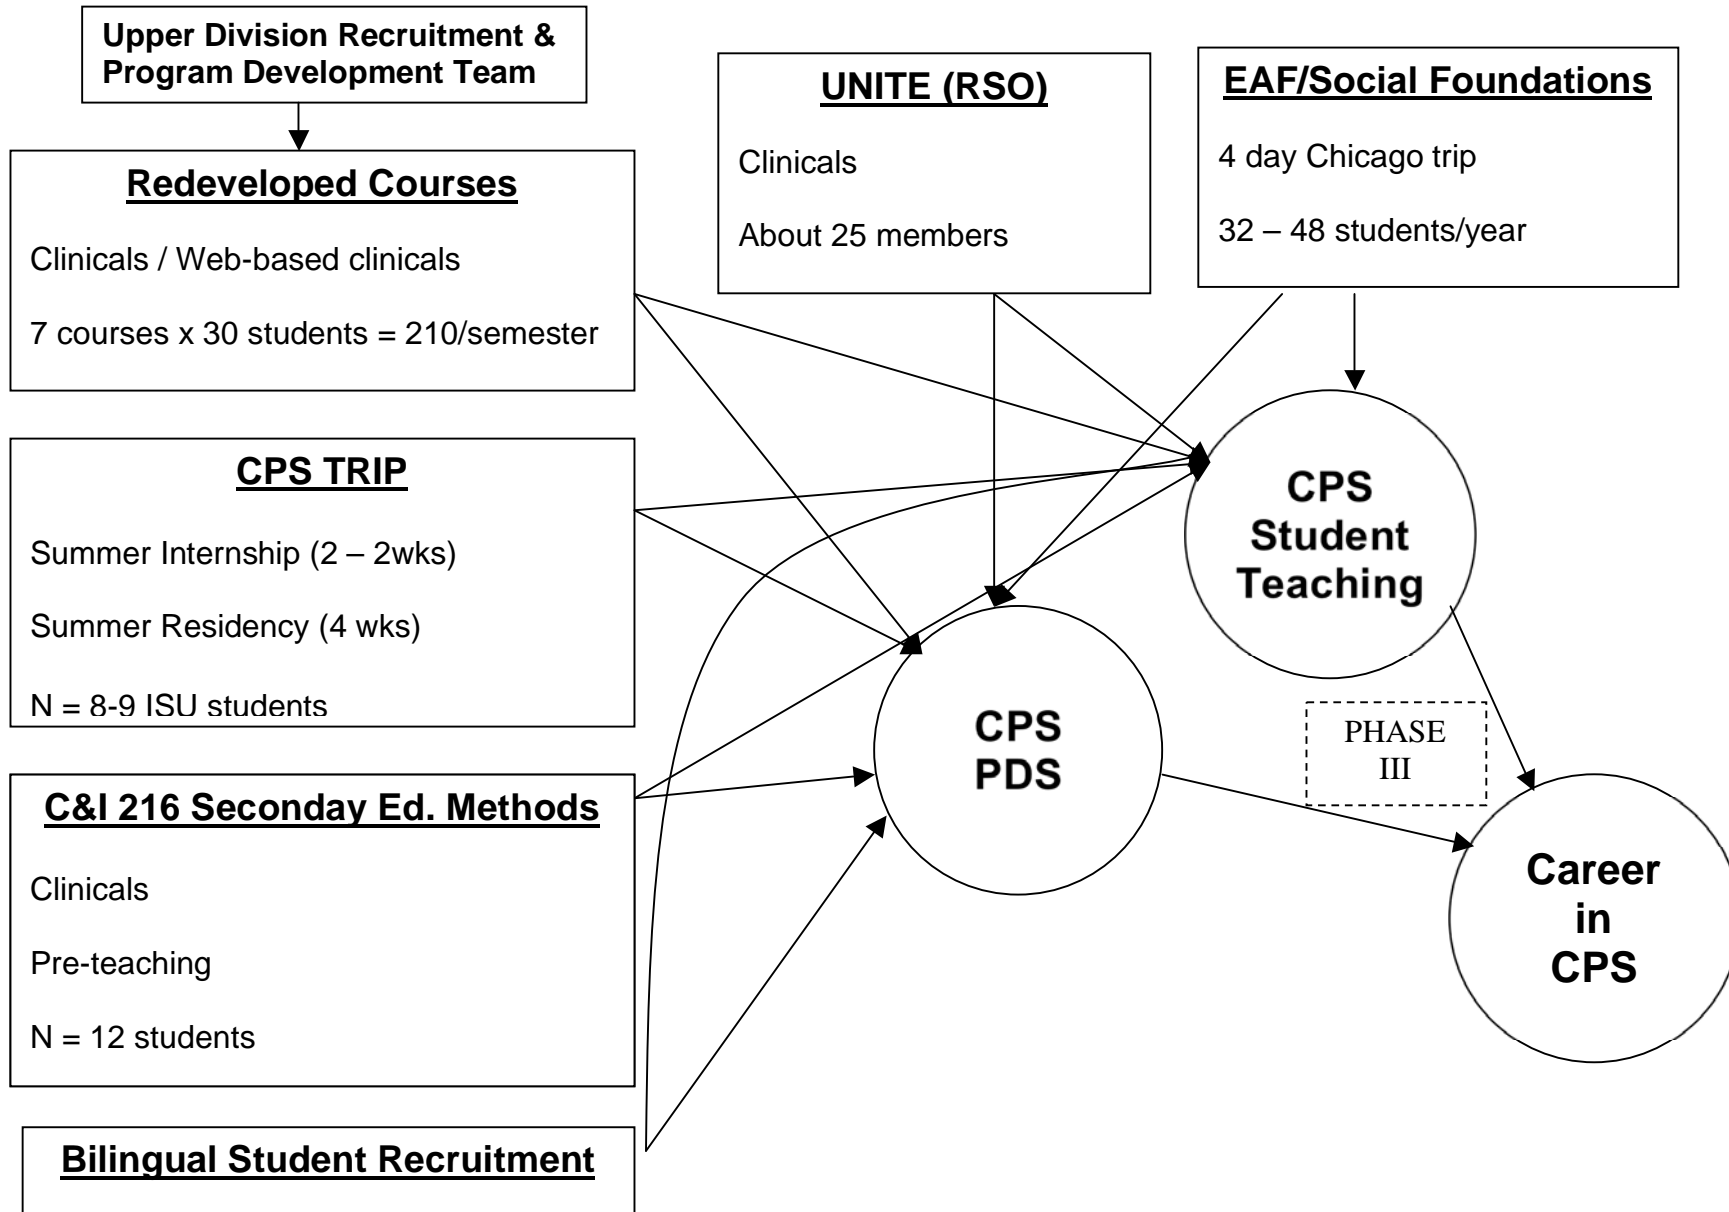 Upper Division Recruitment &
Program Development Team
Redeveloped Courses
Clinicals / Web-based clinicals
7 courses x 30 students = 210/semester
UNITE (RSO)
Clinicals
About 25 members
EAF/Social Foundations
4 day Chicago trip
32 – 48 students/year
CPS TRIP
Summer Internship (2 – 2wks)
Summer Residency (4 wks)
N = 8-9 ISU students
C&I 216 Seconday Ed. Methods
Clinicals
Pre-teaching
N = 12 students
Bilingual Student Recruitment
CPS
Student
Teaching
CPS
PDS
PHASE
III
Career
in
CPS